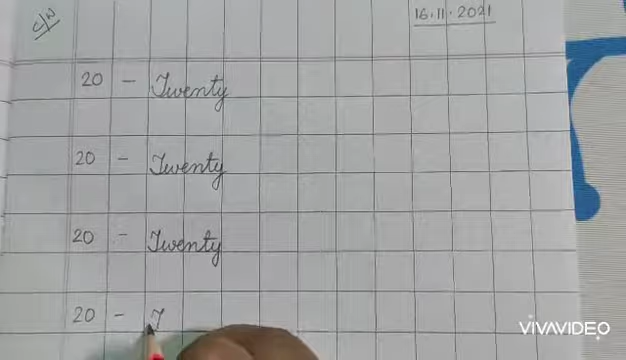 C/W
16.11.2021
20 - Twenty
20 - Twenty
20 - Twenty
20 - T
VIVAVIDEO